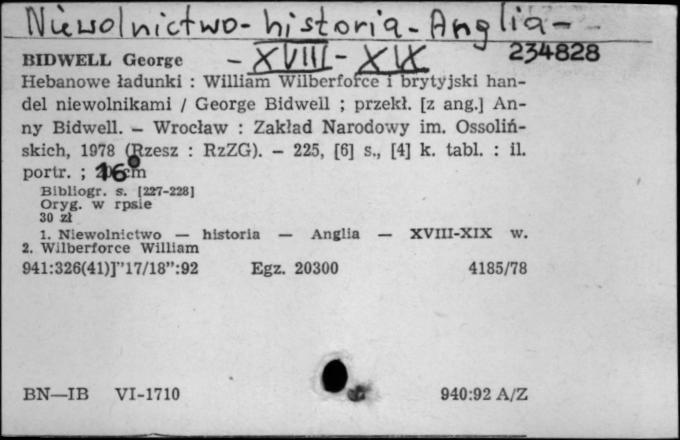 Niewolnictwo - historia - Anglia -
- XVIII - XIX
234828
BIDWELL George
Hebanowe ładunki : William Wilberforce i brytyjski han-
del niewolnikami / George Bidwell ; przekł. [z ang.] An-
ny Bidwell. — Wrocław : Zakład Narodowy im. Ossoliń-
skich, 1978 (Rzesz : RzZG). — 225, [6] s., [4] k. tabl. : il.
portr. ; 16° cm
Bibliogr. s. [227-228]
Oryg. w rpsie
30 zł
1. Niewolnictwo — historia — Anglia — XVIII-XIX w.
2. Wilberforce William
941:326(41)]"17/18":92 Egz. 20300 4185/78
BN—IB VI-1710 940:92 A/Z